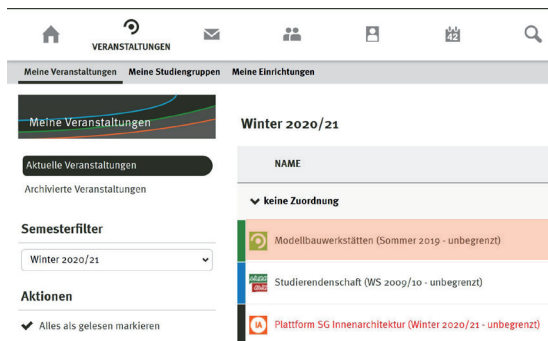 VERANSTALTUNGEN
42
Meine Veranstaltungen Meine Studiengruppen Meine Einrichtungen
Meine Veranstaltungen
Aktuelle Veranstaltungen
Archivierte Veranstaltungen
Semesterfilter
Winter 2020/21
Aktionen
Alles als gelesen markieren
Winter 2020/21
NAME
keine Zuordnung
Modellbauwerkstätten (Sommer 2019 - unbegrenzt)
Studierendenschaft (WS 2009/10 - unbegrenzt)
IA Plattform SG Innenarchitektur (Winter 2020/21 - unbegrenzt)